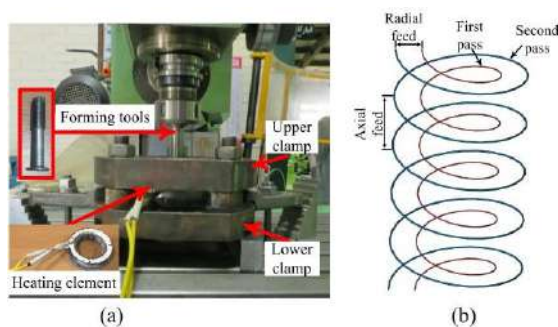 Forming tools
Upper
clamp
Lower
clamp
Heating element
(a)
Radial
feed
First
pass
Second
pass
Axial
feed
(b)